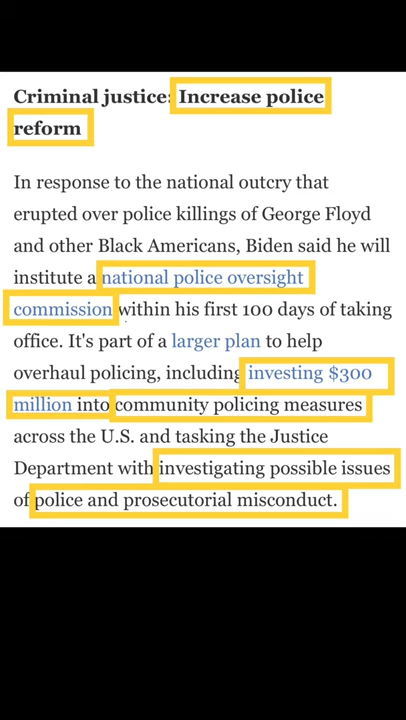 Criminal justice: Increase police
reform
In response to the national outcry that
erupted over police killings of George Floyd
and other Black Americans, Biden said he will
institute a national police oversight
commission within his first 100 days of taking
office. It's part of a larger plan to help
overhaul policing, including investing $300
million into community policing measures
across the U.S. and tasking the Justice
Department with investigating possible issues
of police and prosecutorial misconduct.